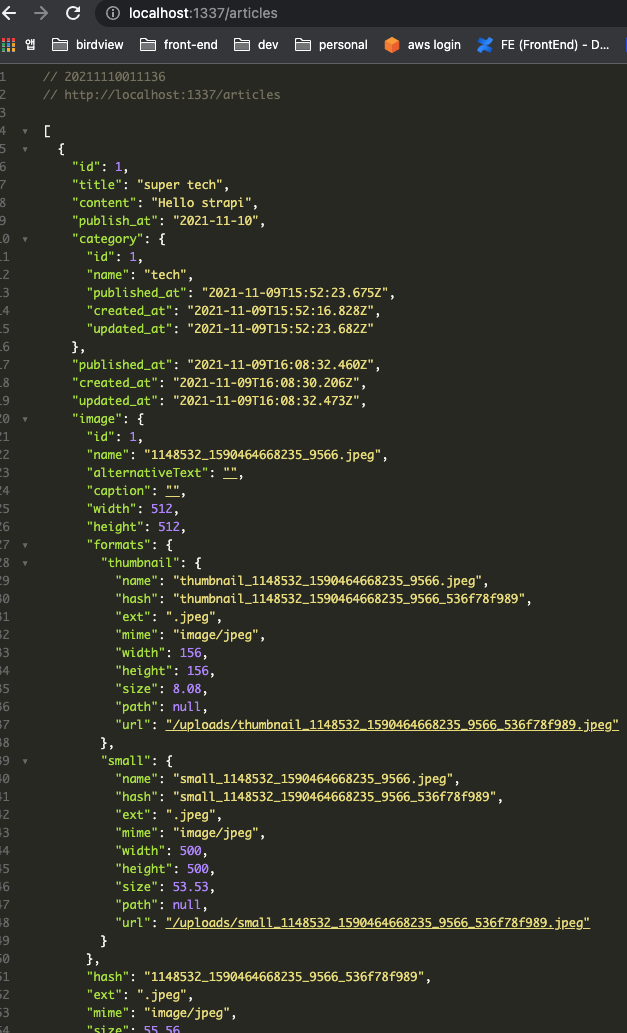 localhost:1337/articles
앱 birdview front-end dev personal aws login FE (FrontEnd) - D...
1 // 20211110011136
2 // http://localhost:1337/articles
3
4 ▾ [
5 ▾ {
6 "id": 1,
7 "title": "super tech",
8 "content": "Hello strapi",
9 "publish_at": "2021-11-10",
10 ▾ "category": {
11 "id": 1,
12 "name": "tech",
13 "published_at": "2021-11-09T15:52:23.675Z",
14 "created_at": "2021-11-09T15:52:16.828Z",
15 "updated_at": "2021-11-09T15:52:23.682Z"
16 },
17 "published_at": "2021-11-09T16:08:32.460Z",
18 "created_at": "2021-11-09T16:08:30.206Z",
19 "updated_at": "2021-11-09T16:08:32.473Z",
20 ▾ "image": {
21 "id": 1,
22 "name": "1148532_1590464668235_9566.jpeg",
23 "alternativeText": "",
24 "caption": "",
25 "width": 512,
26 "height": 512,
27 ▾ "formats": {
28 ▾ "thumbnail": {
29 "name": "thumbnail_1148532_1590464668235_9566.jpeg",
30 "hash": "thumbnail_1148532_1590464668235_9566_536f78f989",
31 "ext": ".jpeg",
32 "mime": "image/jpeg",
33 "width": 156,
34 "height": 156,
35 "size": 8.08,
36 "path": null,
37 "url": "/uploads/thumbnail_1148532_1590464668235_9566_536f78f989.jpeg"
38 },
39 ▾ "small": {
40 "name": "small_1148532_1590464668235_9566.jpeg",
41 "hash": "small_1148532_1590464668235_9566_536f78f989",
42 "ext": ".jpeg",
43 "mime": "image/jpeg",
44 "width": 500,
45 "height": 500,
46 "size": 53.53,
47 "path": null,
48 "url": "/uploads/small_1148532_1590464668235_9566_536f78f989.jpeg"
49 }
50 },
51 "hash": "1148532_1590464668235_9566_536f78f989",
52 "ext": ".jpeg",
53 "mime": "image/jpeg",
54 "size": 55.56